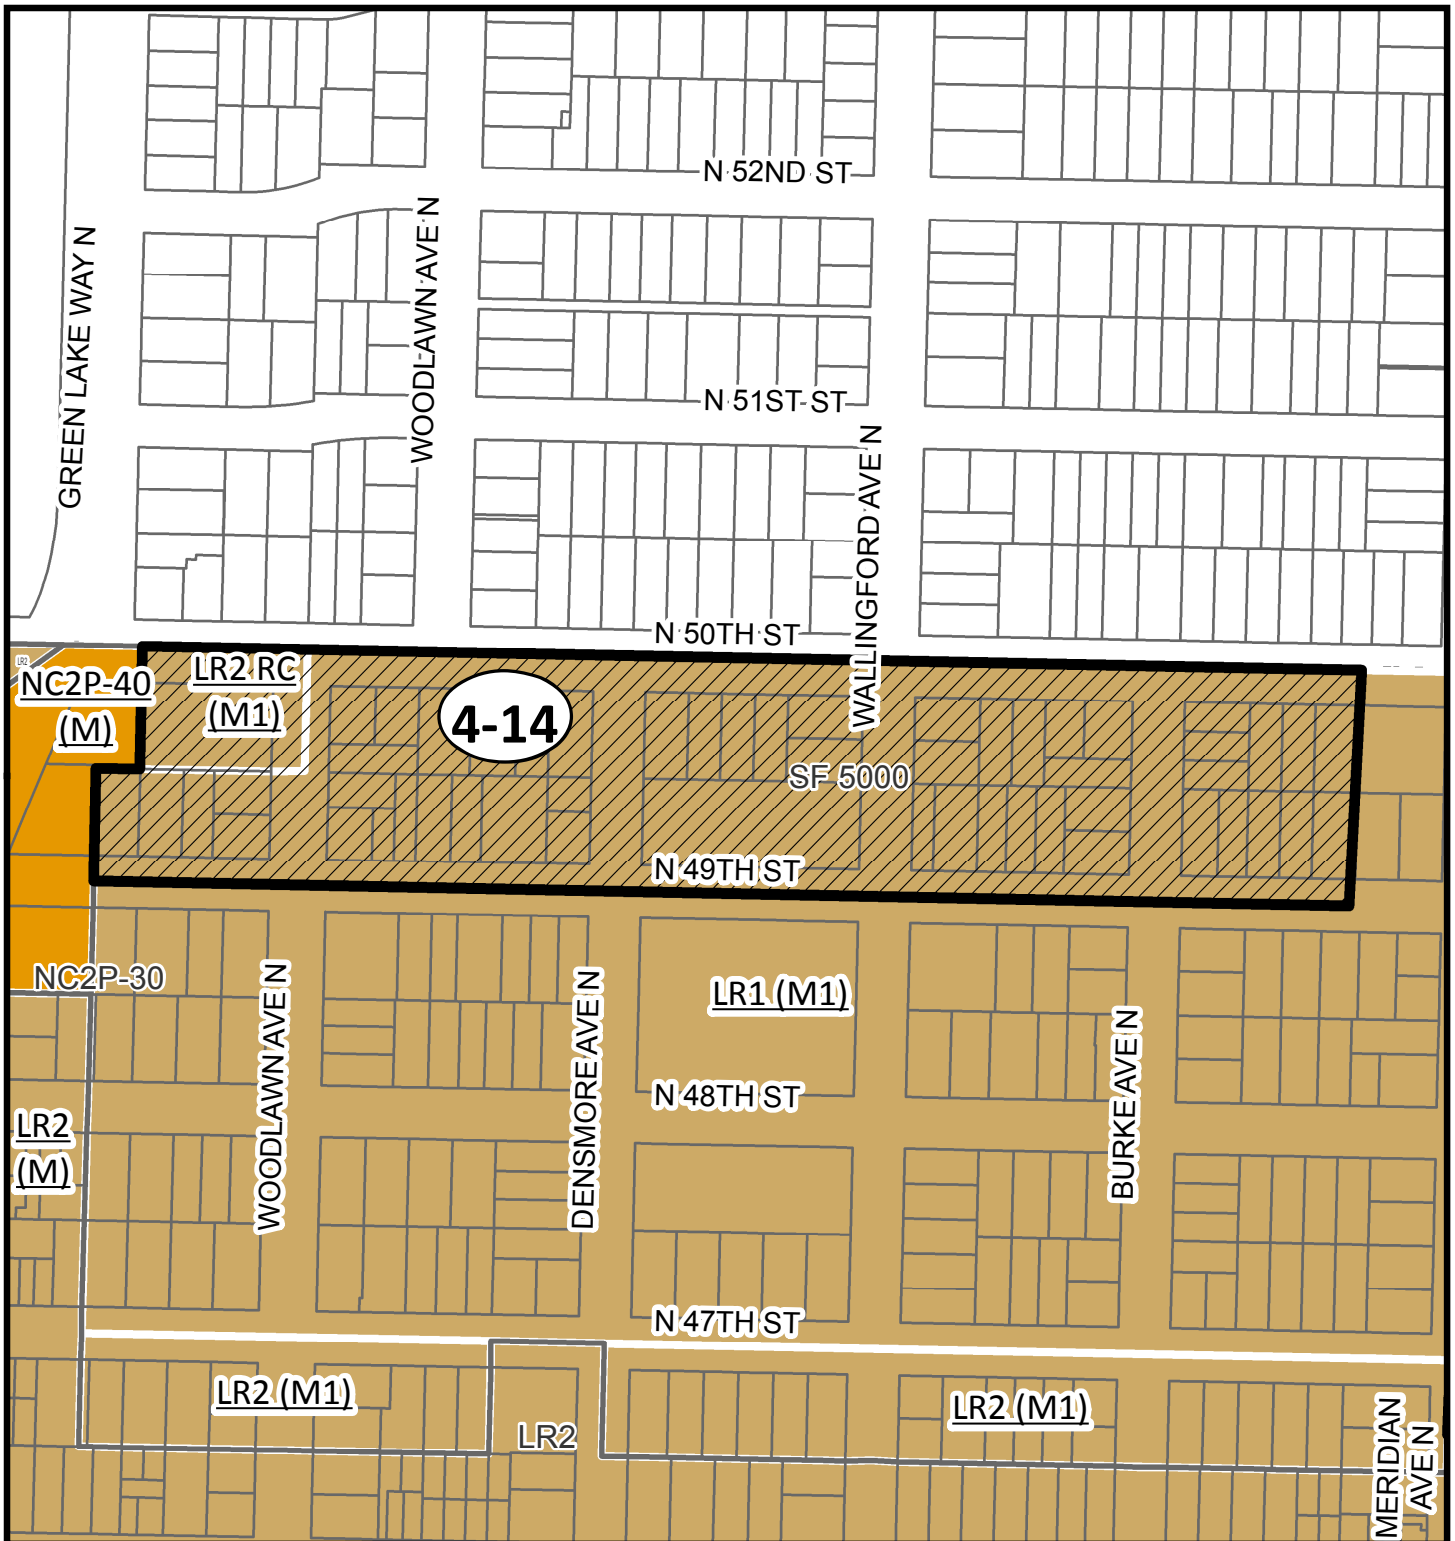 N 52ND ST
GREEN LAKE WAY N
WOODLAWN AVE N
N 51ST ST
WALLINGFORD AVE N
N 50TH ST
LR2
NC2P-40
(M)
LR2 RC
(M1)
4-14
SF 5000
N 49TH ST
NC2P-30
WOODLAWN AVE N
DENSMORE AVE N
LR1 (M1)
BURKE AVE N
N 48TH ST
LR2
(M)
N 47TH ST
LR2 (M1)
LR2
LR2 (M1)
MERIDIAN
AVE N